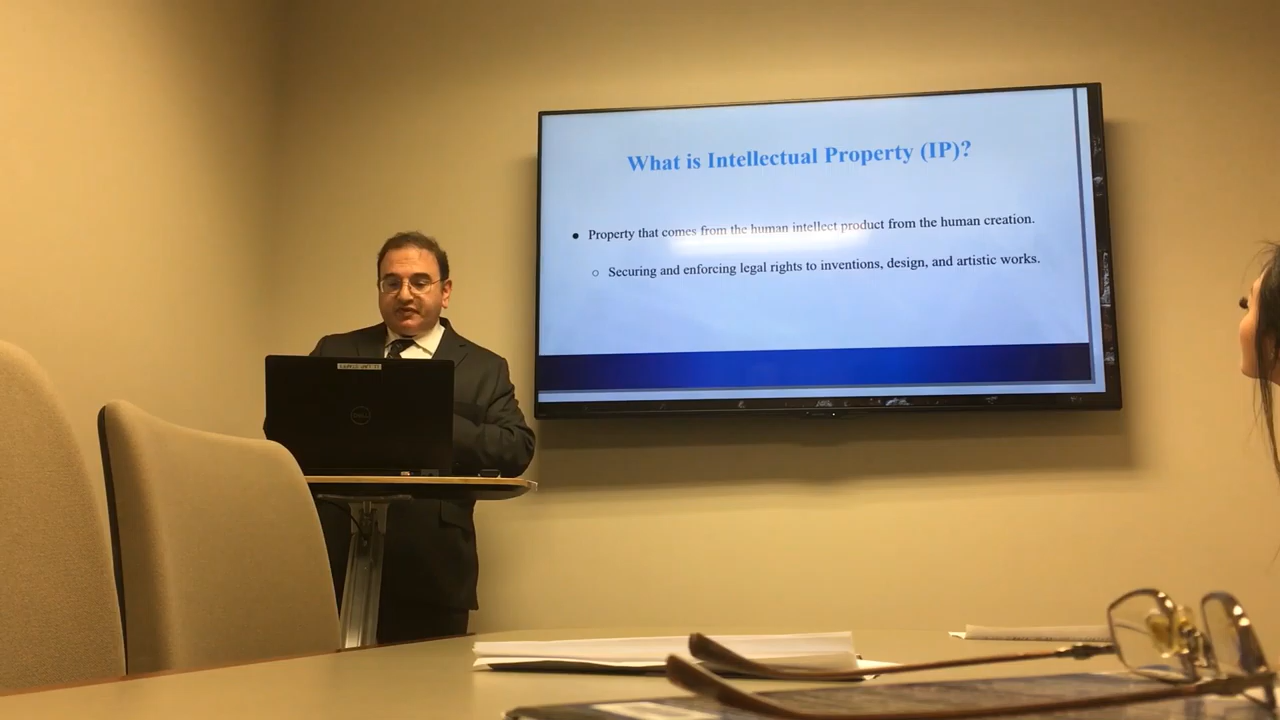 What is Intellectual Property (IP)?
● Property that comes from the human intellect product from the human creation.
○ Securing and enforcing legal rights to inventions, design, and artistic works.
DELL